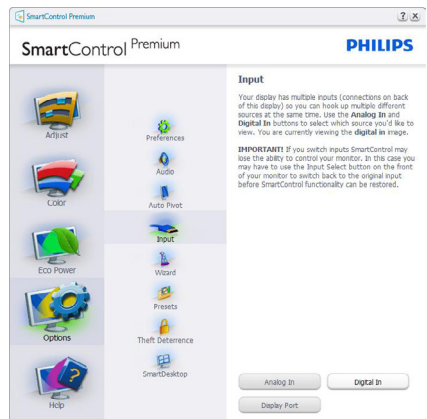 SmartControl Premium
SmartControl Premium
PHILIPS
Adjust
Color
Eco Power
Options
Help
Preferences
Audio
Auto Pivot
Input
Wizard
Presets
Theft Deterrence
SmartDesktop
Input
Your display has multiple inputs (connections on back
of this display) so you can hook up multiple different
sources at the same time. Use the Analog In and
Digital In buttons to select which source you'd like to
view. You are currently viewing the digital in image.
IMPORTANT! If you switch inputs SmartControl may
lose the ability to control your monitor. In this case you
may have to use the Input Select button on the front
of your monitor to switch back to the original input
before SmartControl functionality can be restored.
Analog In
Digital In
Display Port